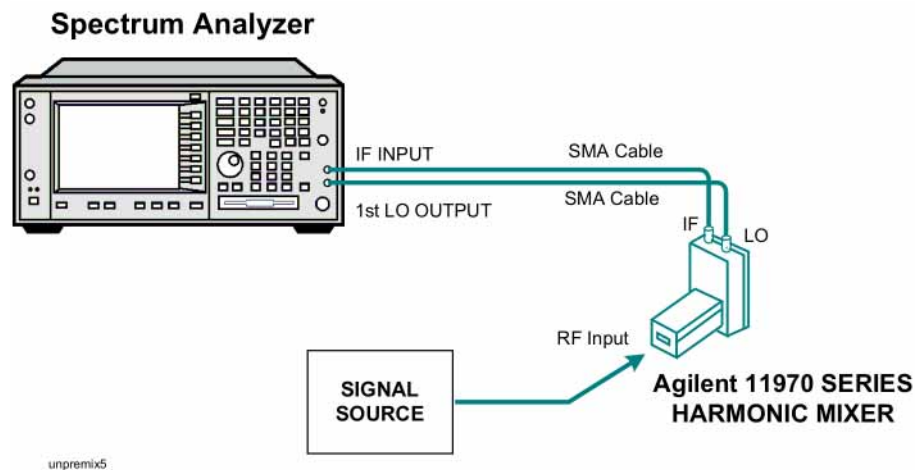 Spectrum Analyzer
IF INPUT
SMA Cable
1st LO OUTPUT
SMA Cable
IF
LO
RF Input
SIGNAL
SOURCE
Agilent 11970 SERIES
HARMONIC MIXER
unpremix5